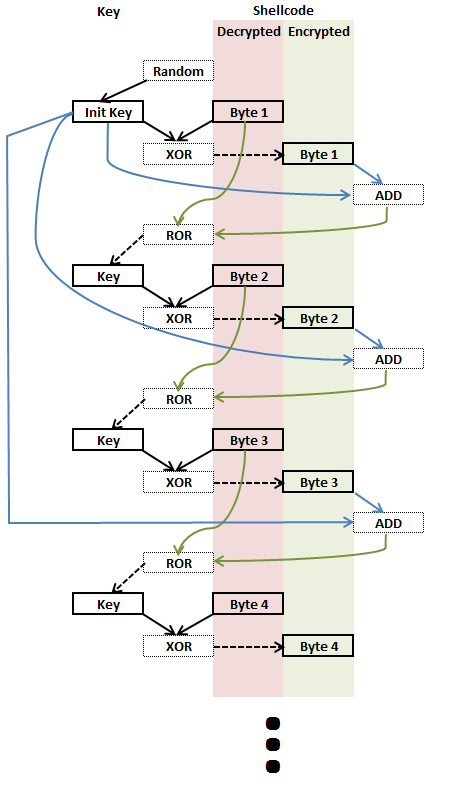 Key
Shellcode
Decrypted Encrypted
Random
Init Key
Byte 1
XOR
Byte 1
ADD
ROR
Key
Byte 2
XOR
Byte 2
ADD
ROR
Key
Byte 3
XOR
Byte 3
ADD
ROR
Key
Byte 4
XOR
Byte 4